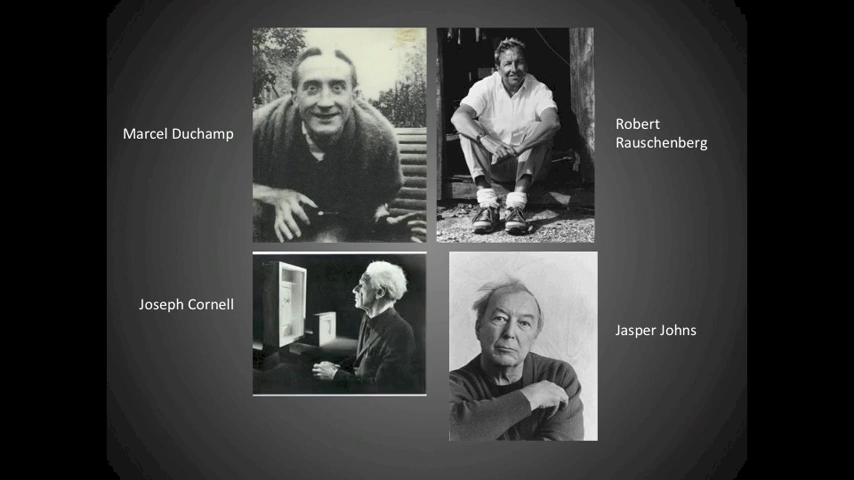 Marcel Duchamp
Robert
Rauschenberg
Joseph Cornell
Jasper Johns